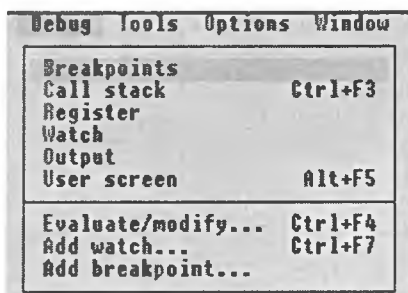 Debug Tools Options Window
Breakpoints
Call stack Ctrl+F3
Register
Watch
Output
User screen Alt+F5
Evaluate/modify... Ctrl+F4
Add watch... Ctrl+F7
Add breakpoint...